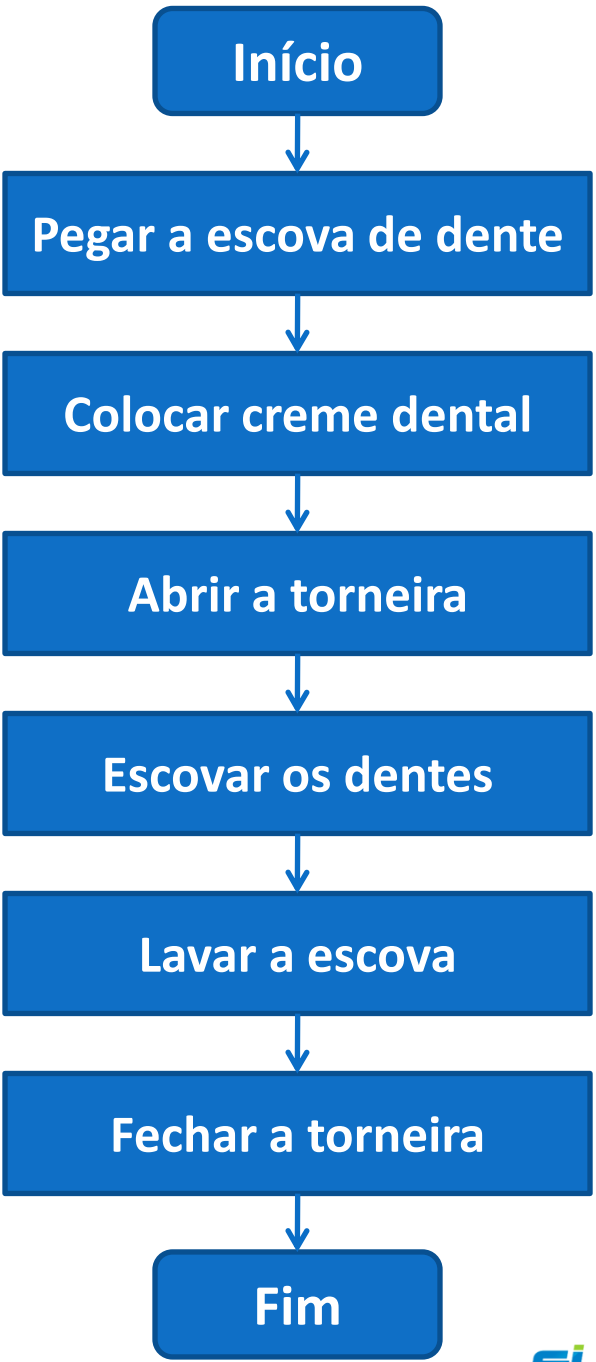 Início
Pegar a escova de dente
Colocar creme dental
Abrir a torneira
Escovar os dentes
Lavar a escova
Fechar a torneira
Fim